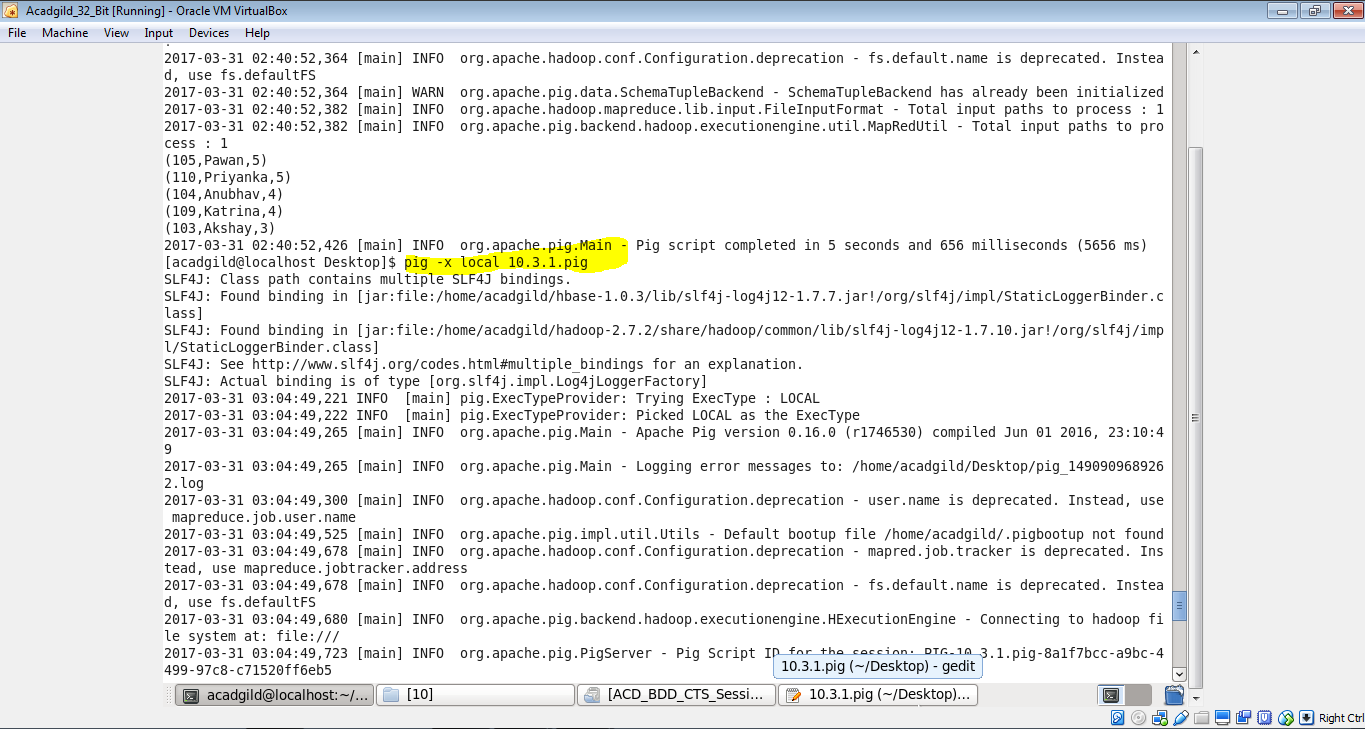 Acadgild_32_Bit [Running] - Oracle VM VirtualBox
File Machine View Input Devices Help
2017-03-31 02:40:52,364 [main] INFO  org.apache.hadoop.conf.Configuration.deprecation - fs.default.name is deprecated. Instea
d, use fs.defaultFS
2017-03-31 02:40:52,364 [main] WARN  org.apache.pig.data.SchemaTupleBackend - SchemaTupleBackend has already been initialized
2017-03-31 02:40:52,382 [main] INFO  org.apache.hadoop.mapreduce.lib.input.FileInputFormat - Total input paths to process : 1
2017-03-31 02:40:52,382 [main] INFO  org.apache.pig.backend.hadoop.executionengine.util.MapRedUtil - Total input paths to pro
cess : 1
(105,Pawan,5)
(110,Priyanka,5)
(104,Anubhav,4)
(109,Katrina,4)
(103,Akshay,3)
2017-03-31 02:40:52,426 [main] INFO  org.apache.pig.Main - Pig script completed in 5 seconds and 656 milliseconds (5656 ms)
[acadgild@localhost Desktop]$ pig -x local 10.3.1.pig
SLF4J: Class path contains multiple SLF4J bindings.
SLF4J: Found binding in [jar:file:/home/acadgild/hbase-1.0.3/lib/slf4j-log4j12-1.7.7.jar!/org/slf4j/impl/StaticLoggerBinder.c
lass]
SLF4J: Found binding in [jar:file:/home/acadgild/hadoop-2.7.2/share/hadoop/common/lib/slf4j-log4j12-1.7.10.jar!/org/slf4j/imp
l/StaticLoggerBinder.class]
SLF4J: See http://www.slf4j.org/codes.html#multiple_bindings for an explanation.
SLF4J: Actual binding is of type [org.slf4j.impl.Log4jLoggerFactory]
2017-03-31 03:04:49,221 INFO  [main] pig.ExecTypeProvider: Trying ExecType : LOCAL
2017-03-31 03:04:49,222 INFO  [main] pig.ExecTypeProvider: Picked LOCAL as the ExecType
2017-03-31 03:04:49,265 [main] INFO  org.apache.pig.Main - Apache Pig version 0.16.0 (r1746530) compiled Jun 01 2016, 23:10:4
9
2017-03-31 03:04:49,265 [main] INFO  org.apache.pig.Main - Logging error messages to: /home/acadgild/Desktop/pig_149090968926
2.log
2017-03-31 03:04:49,300 [main] INFO  org.apache.hadoop.conf.Configuration.deprecation - user.name is deprecated. Instead, use
mapreduce.job.user.name
2017-03-31 03:04:49,525 [main] INFO  org.apache.pig.impl.util.Utils - Default bootup file /home/acadgild/.pigbootup not found
2017-03-31 03:04:49,678 [main] INFO  org.apache.hadoop.conf.Configuration.deprecation - mapred.job.tracker is deprecated. Ins
tead, use mapreduce.jobtracker.address
2017-03-31 03:04:49,678 [main] INFO  org.apache.hadoop.conf.Configuration.deprecation - fs.default.name is deprecated. Instea
d, use fs.defaultFS
2017-03-31 03:04:49,680 [main] INFO  org.apache.pig.backend.hadoop.executionengine.HExecutionEngine - Connecting to hadoop fi
le system at: file:///
2017-03-31 03:04:49,723 [main] INFO  org.apache.pig.PigServer - Pig Script ID for the session: PIG-10.3.1.pig-8a1f7bcc-a9bc-4
499-97c8-c71520ff6eb5
10.3.1.pig (~/Desktop) - gedit
acadgild@localhost:~/... [10] [ACD_BDD_CTS_Sessi... 10.3.1.pig (~/Desktop)...
Right Ctrl